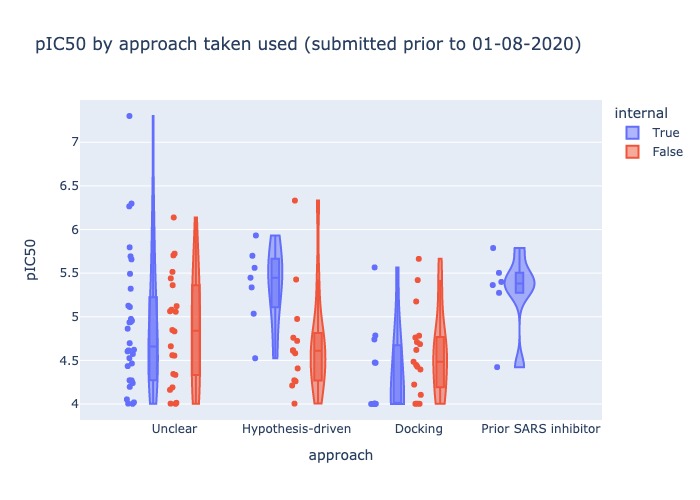 pIC50 by approach taken used (submitted prior to 01-08-2020)
internal
True
False
7
6.5
6
5.5
5
4.5
4
pIC50
Unclear
Hypothesis-driven
Docking
Prior SARS inhibitor
approach